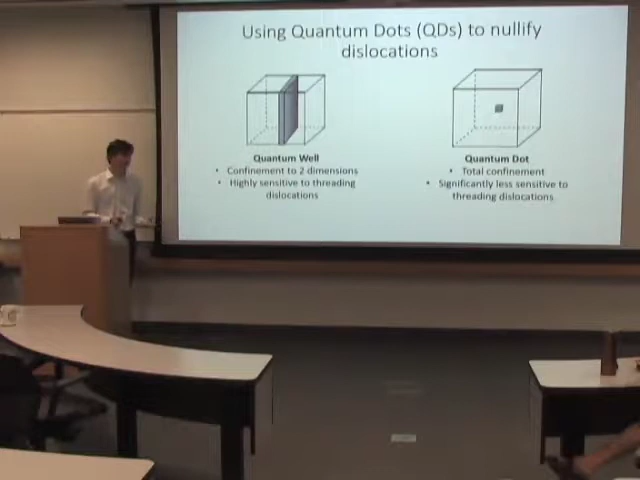 Using Quantum Dots (QDs) to nullify
dislocations
Quantum Well
• Confinement to 2 dimensions
• Highly sensitive to threading
dislocations
Quantum Dot
• Total confinement
• Significantly less sensitive to
threading dislocations